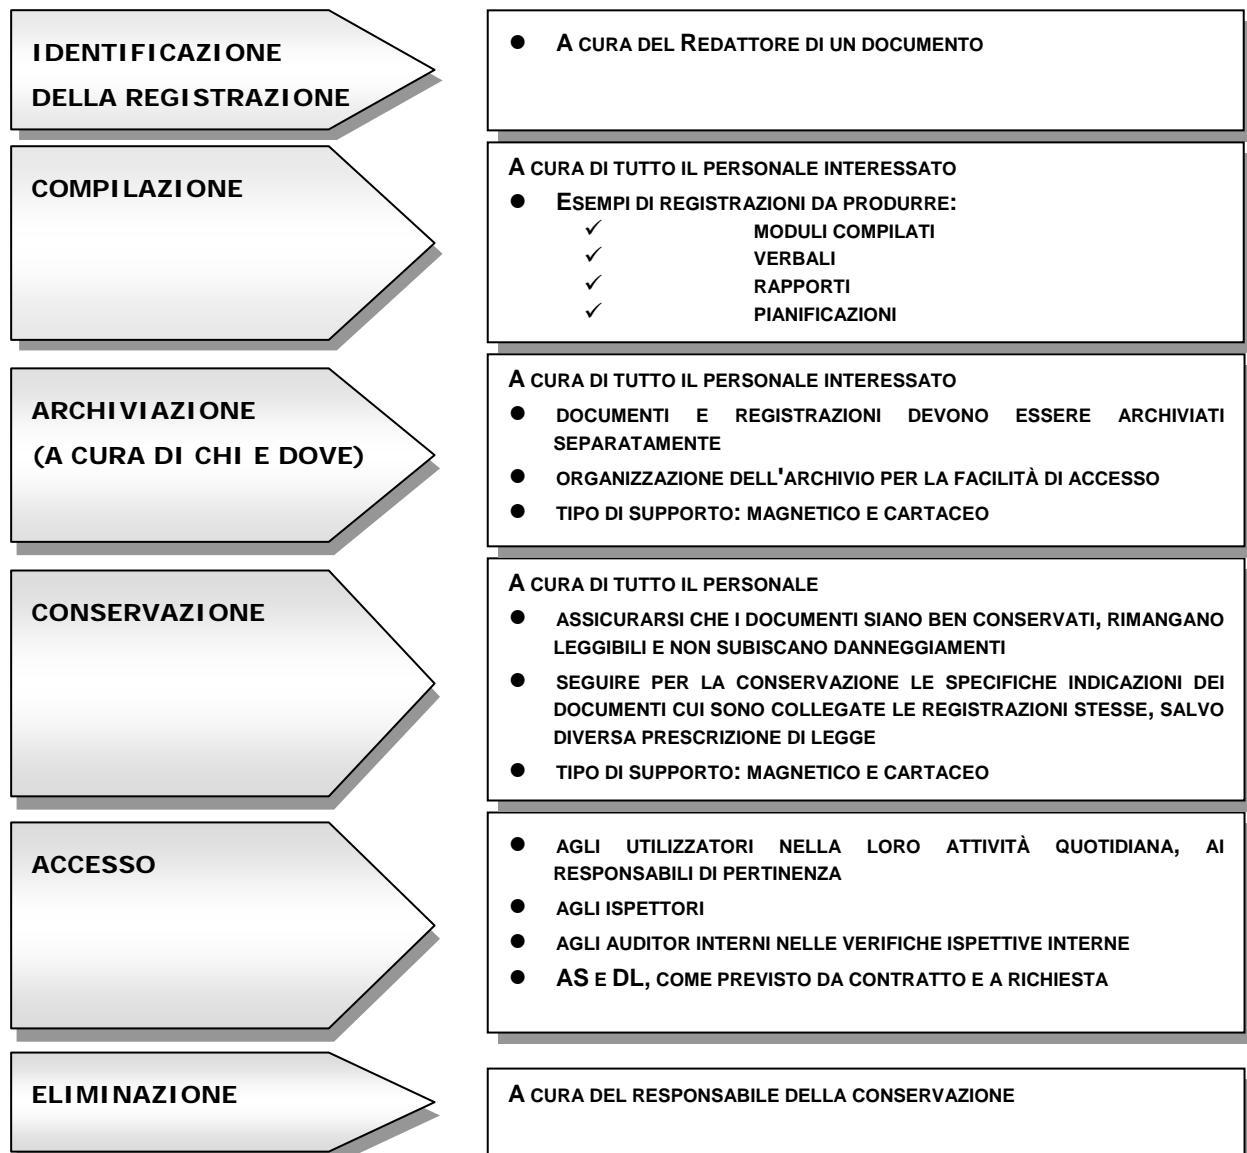 IDENTIFICAZIONE
DELLA REGISTRAZIONE
● A CURA DEL REDATTORE DI UN DOCUMENTO
COMPILAZIONE
A CURA DI TUTTO IL PERSONALE INTERESSATO
● ESEMPI DI REGISTRAZIONI DA PRODURRE:
✓ MODULI COMPILATI
✓ VERBALI
✓ RAPPORTI
✓ PIANIFICAZIONI
ARCHIVIAZIONE
(A CURA DI CHI E DOVE)
A CURA DI TUTTO IL PERSONALE INTERESSATO
● DOCUMENTI E REGISTRAZIONI DEVONO ESSERE ARCHIVIATI
SEPARATAMENTE
● ORGANIZZAZIONE DELL'ARCHIVIO PER LA FACILITÀ DI ACCESSO
● TIPO DI SUPPORTO: MAGNETICO E CARTACEO
CONSERVAZIONE
A CURA DI TUTTO IL PERSONALE
● ASSICURARSI CHE I DOCUMENTI SIANO BEN CONSERVATI, RIMANGANO
LEGGIBILI E NON SUBISCANO DANNEGGIAMENTI
● SEGUIRE PER LA CONSERVAZIONE LE SPECIFICHE INDICAZIONI DEI
DOCUMENTI CUI SONO COLLEGATE LE REGISTRAZIONI STESSE, SALVO
DIVERSA PRESCRIZIONE DI LEGGE
● TIPO DI SUPPORTO: MAGNETICO E CARTACEO
ACCESSO
● AGLI UTILIZZATORI NELLA LORO ATTIVITÀ QUOTIDIANA, AI
RESPONSABILI DI PERTINENZA
● AGLI ISPETTORI
● AGLI AUDITOR INTERNI NELLE VERIFICHE ISPETTIVE INTERNE
● AS E DL, COME PREVISTO DA CONTRATTO E A RICHIESTA
ELIMINAZIONE
A CURA DEL RESPONSABILE DELLA CONSERVAZIONE